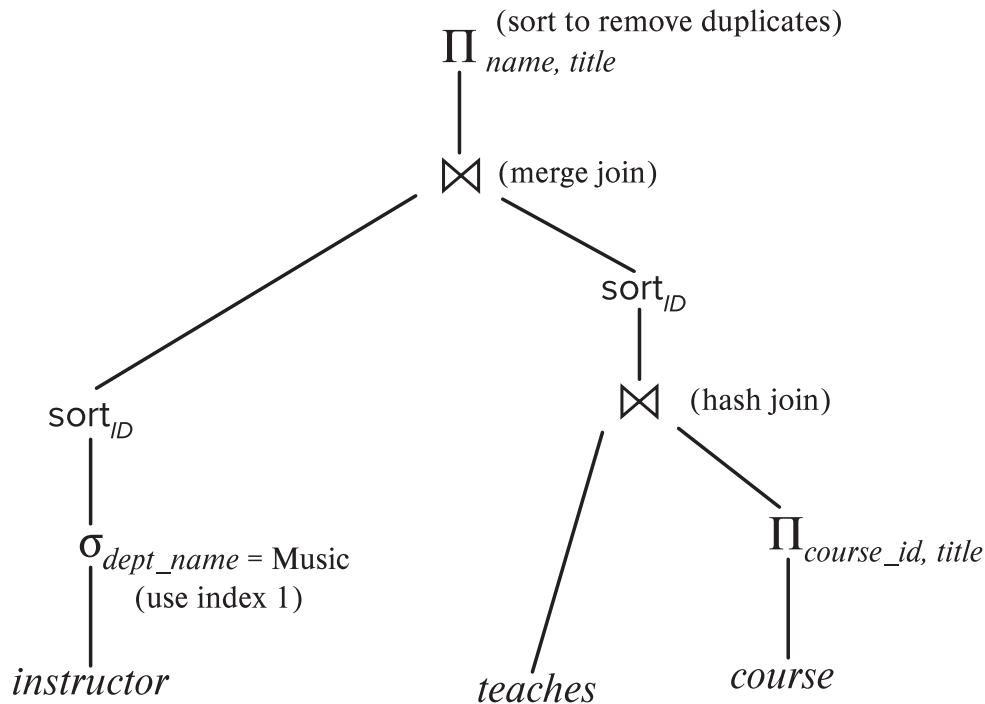 (sort to remove duplicates)
Π name, title
⋈ (merge join)
sort ID
sort ID
⋈ (hash join)
σ dept_name = Music
(use index 1)
Π course_id, title
instructor
teaches
course